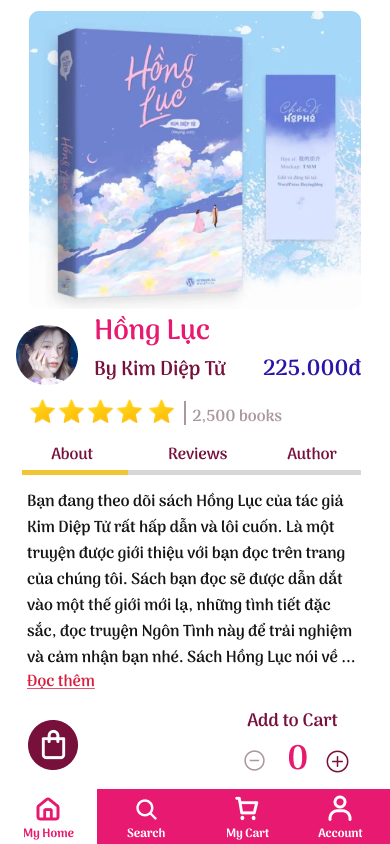 Hồng
Lục
KIM DIỆP TỬ
Hồng Lục
Hồng Lục
By Kim Diệp Tử
225.000đ
2,500 books
About
Reviews
Author
Bạn đang theo dõi sách Hồng Lục của tác giả
Kim Diệp Tử rất hấp dẫn và lôi cuốn. Là một
truyện được giới thiệu với bạn đọc trên trang
của chúng tôi. Sách bạn đọc sẽ được dẫn dắt
vào một thế giới mới lạ, những tình tiết đặc
sắc, đọc truyện Ngôn Tình này để trải nghiệm
và cảm nhận bạn nhé. Sách Hồng Lục nói về ...
Đọc thêm
Add to Cart
0
My Home
Search
My Cart
Account